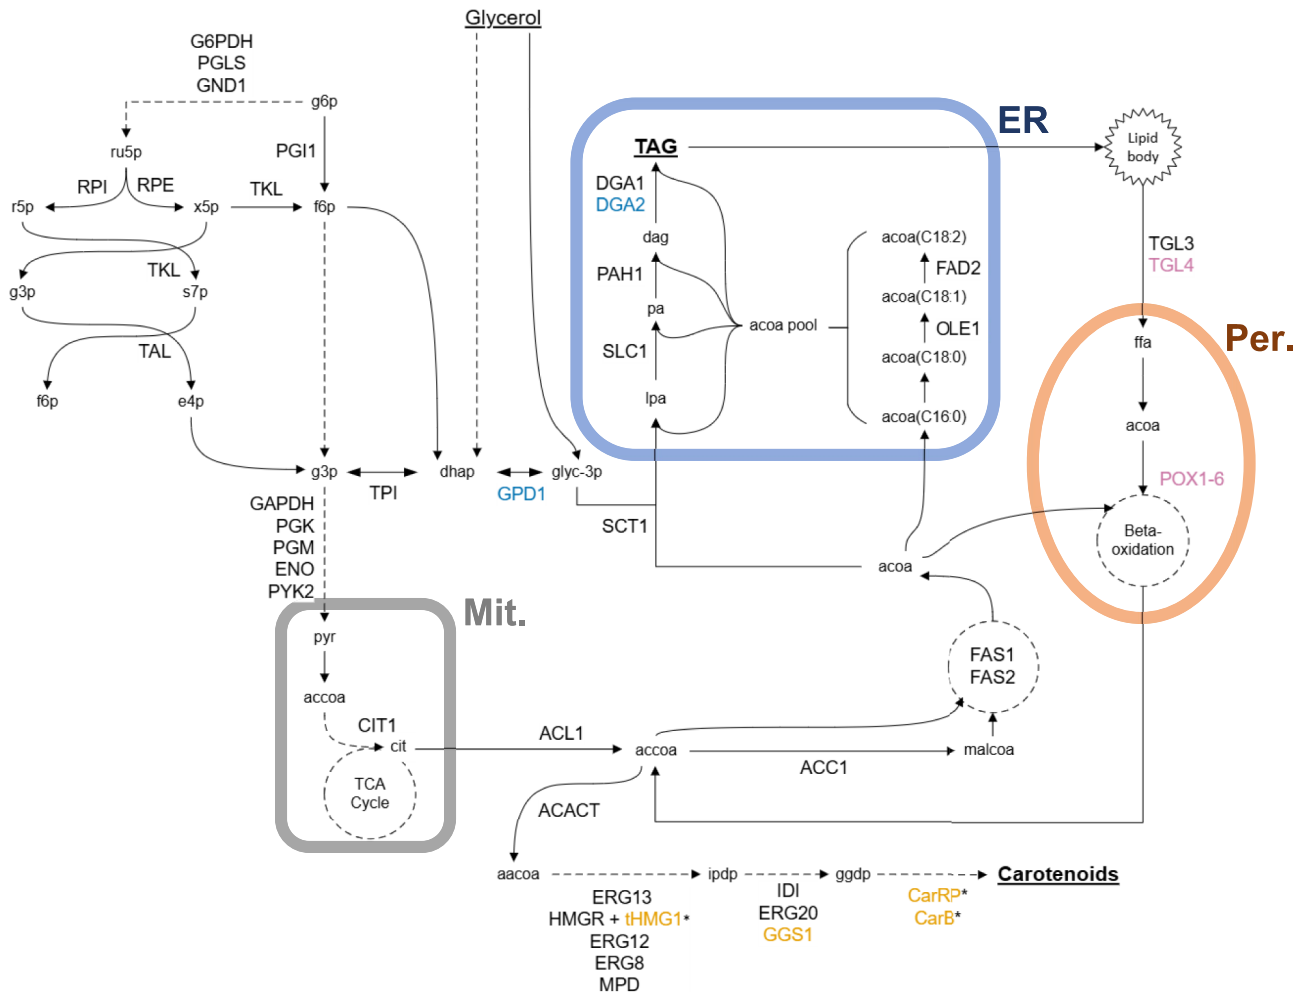 Glycerol
G6PDH
PGLS
GND1
g6p
ru5p
PGI1
RPI
RPE
TKL
r5p
x5p
f6p
TKL
g3p
s7p
TAL
f6p
e4p
g3p
TPI
dhap
GPD1
glyc-3p
SCT1
GAPDH
PGK
PGM
ENO
PYK2
Mit.
pyr
accoa
CIT1
cit
TCA
Cycle
ER
TAG
DGA1
DGA2
dag
PAH1
pa
SLC1
lpa
acoa pool
acoa(C18:2)
FAD2
acoa(C18:1)
OLE1
acoa(C18:0)
acoa(C16:0)
Lipid
body
TGL3
TGL4
Per.
ffa
acoa
POX1-6
Beta-
oxidation
acoa
FAS1
FAS2
ACL1
accoa
ACC1
malcoa
ACACT
aacoa
ipdp
ggdp
Carotenoids
ERG13
HMGR + tHMG1*
ERG12
ERG8
MPD
IDI
ERG20
GGS1
CarRP*
CarB*